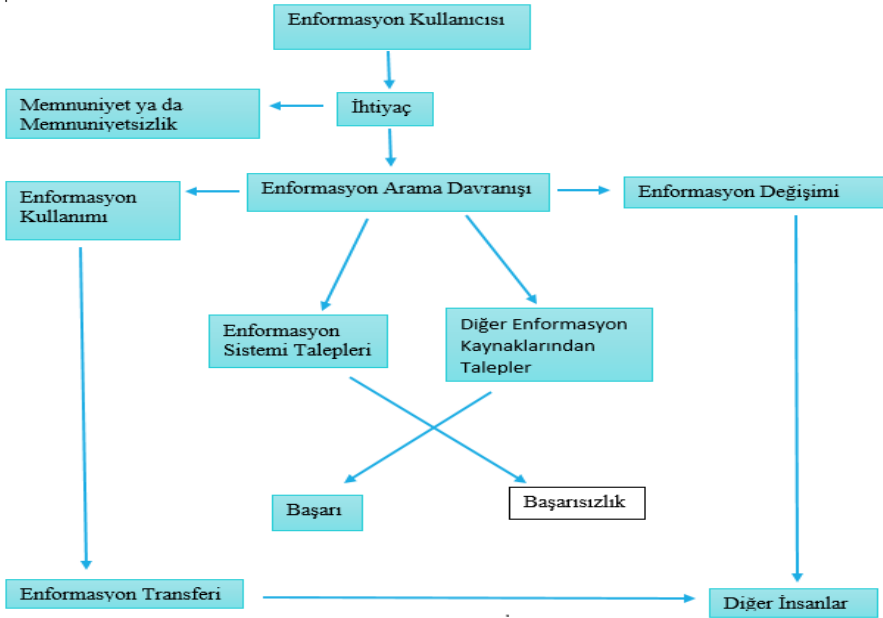 Enformasyon Kullanıcısı
Memnuniyet ya da
Memnuniyetsizlik
İhtiyaç
Enformasyon Arama Davranışı
Enformasyon Değişimi
Enformasyon
Kullanımı
Enformasyon
Sistemi Talepleri
Diğer Enformasyon
Kaynaklarından
Talepler
Başarı
Başarısızlık
Enformasyon Transferi
Diğer İnsanlar